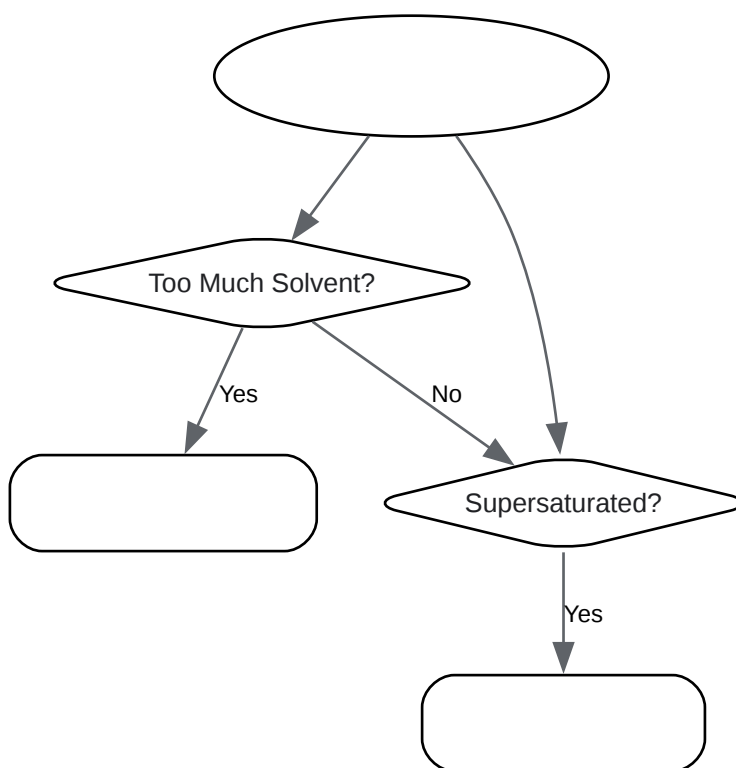 Too Much Solvent?
Yes
No
Supersaturated?
Yes